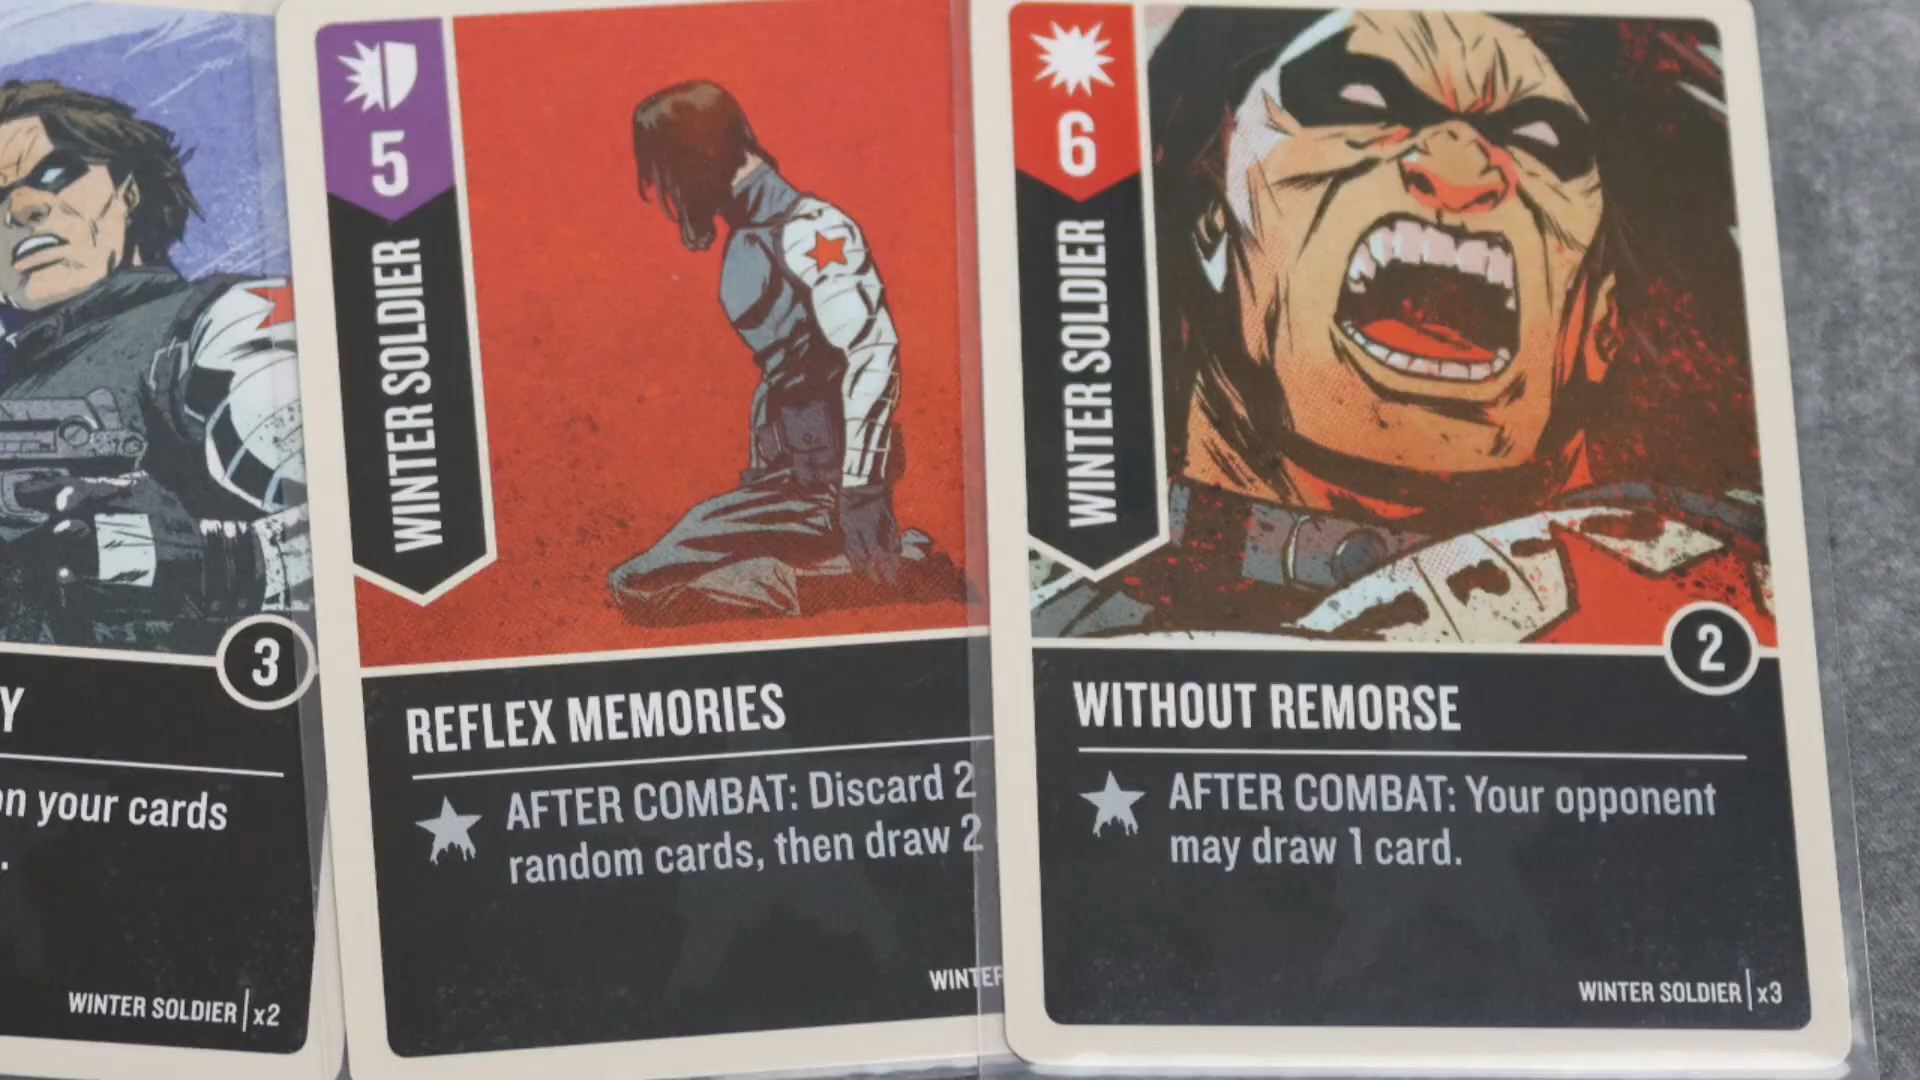 3
Y
on your cards
.
WINTER SOLDIER | x2
5
WINTER SOLDIER
REFLEX MEMORIES
AFTER COMBAT: Discard 2
random cards, then draw 2
WINTER
6
WINTER SOLDIER
2
WITHOUT REMORSE
AFTER COMBAT: Your opponent
may draw 1 card.
WINTER SOLDIER | x3